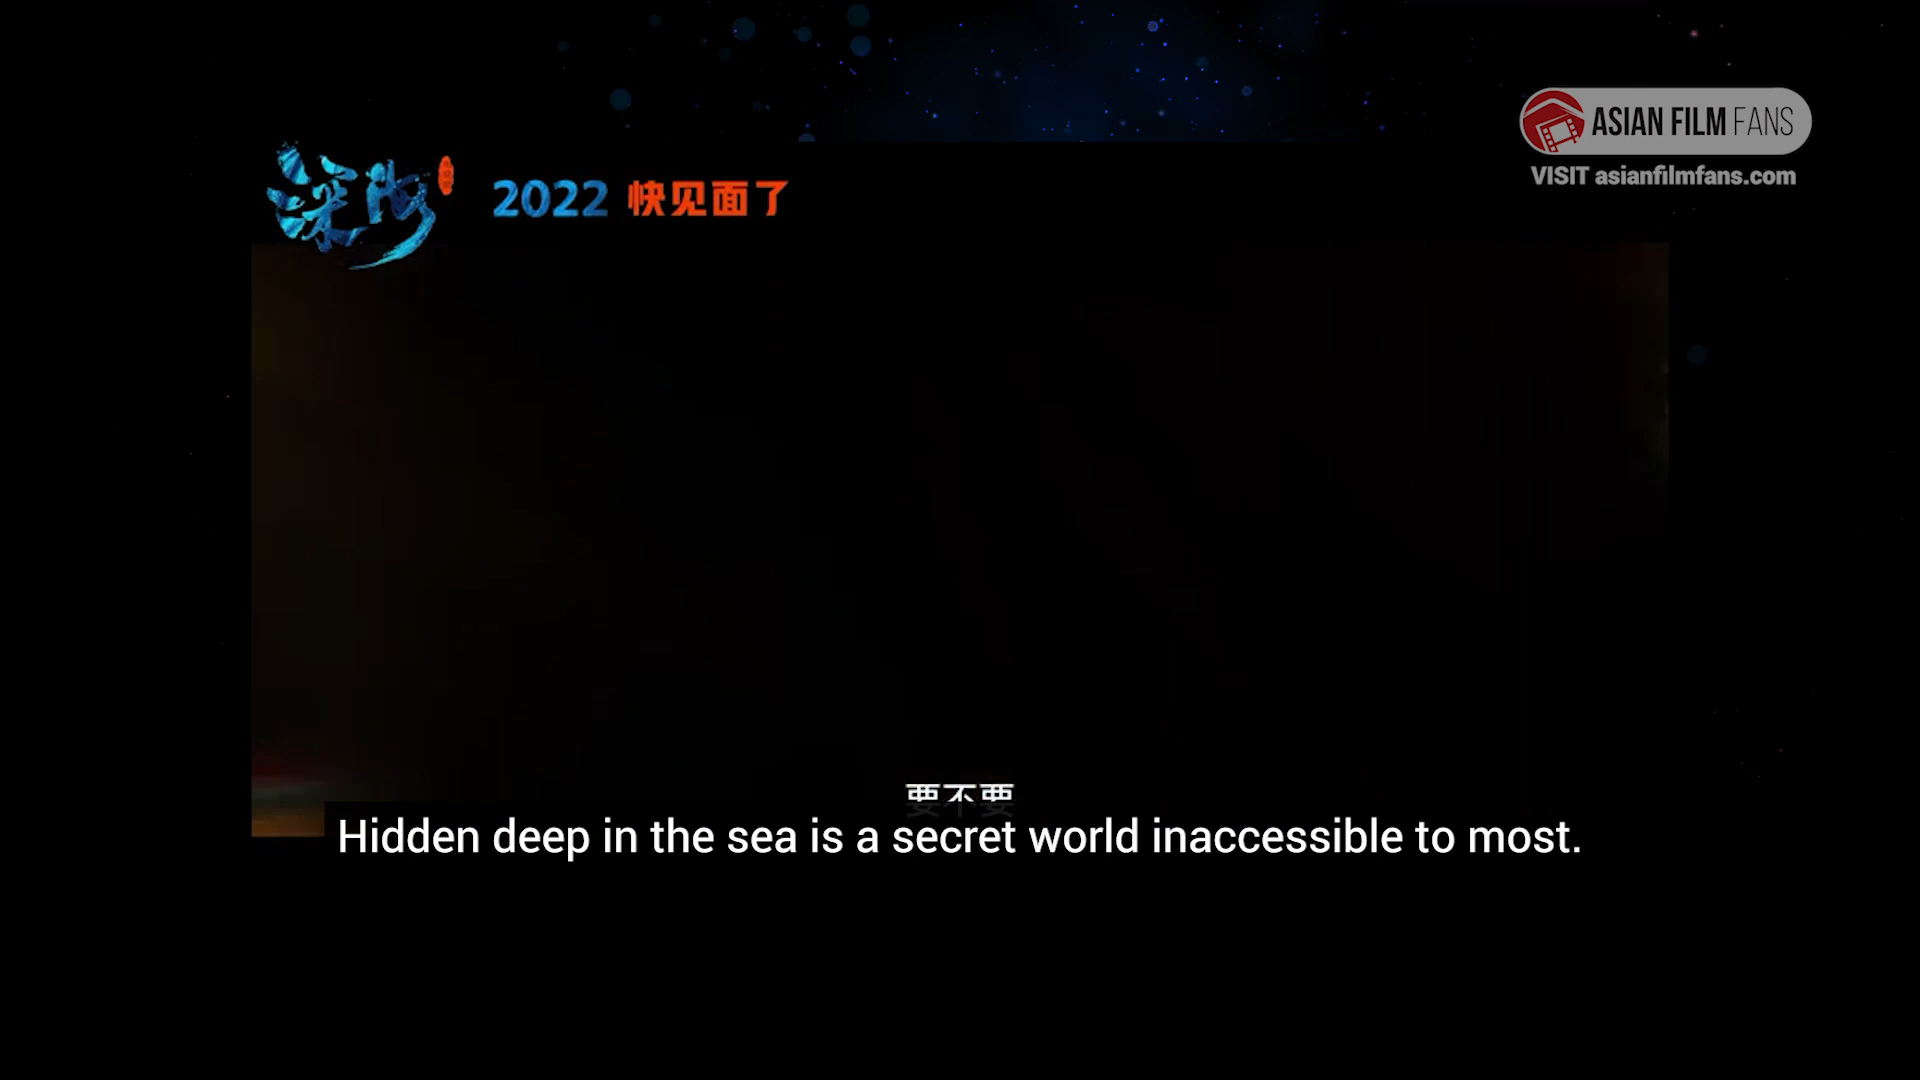 深海
2022 快见面了
ASIAN FILM FANS
VISIT asianfilmfans.com
要不要
Hidden deep in the sea is a secret world inaccessible to most.